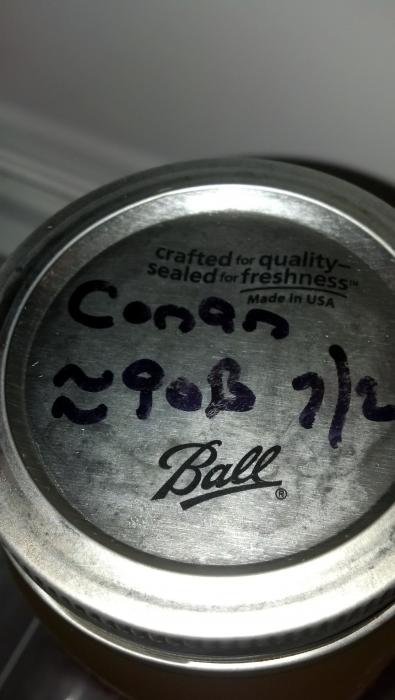 crafted for quality–
sealed for freshness™
Made in USA
Conan
≈90B 7/2
Ball®